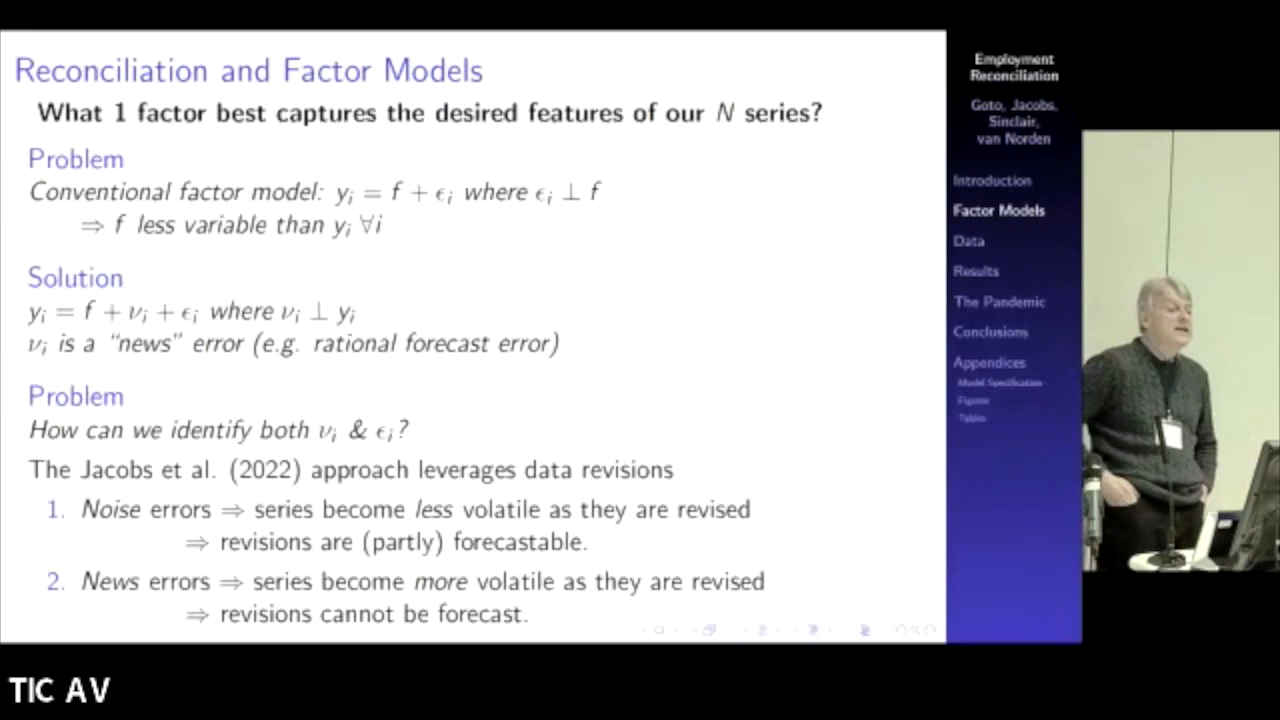 Reconciliation and Factor Models
What 1 factor best captures the desired features of our N series?
Problem
Conventional factor model: yᵢ = f + ϵᵢ where ϵᵢ ⊥ f
⇒ f less variable than yᵢ ∀i
Solution
yᵢ = f + νᵢ + ϵᵢ where νᵢ ⊥ yᵢ
νᵢ is a “news” error (e.g. rational forecast error)
Problem
How can we identify both νᵢ & ϵᵢ?
The Jacobs et al. (2022) approach leverages data revisions
1. Noise errors ⇒ series become less volatile as they are revised
⇒ revisions are (partly) forecastable.
2. News errors ⇒ series become more volatile as they are revised
⇒ revisions cannot be forecast.
Employment
Reconciliation
Goto, Jacobs,
Sinclair,
van Norden
Introduction
Factor Models
Data
Results
The Pandemic
Conclusions
Appendices
Model Specification
Figures
Tables
TIC AV